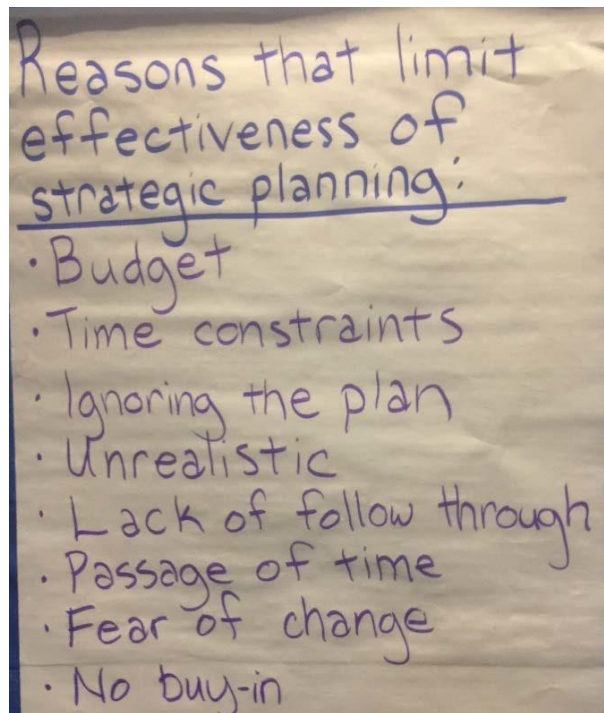 Reasons that limit
effectiveness of
strategic planning:
· Budget
· Time constraints
· Ignoring the plan
· Unrealistic
· Lack of follow through
· Passage of time
· Fear of change
· No buy-in